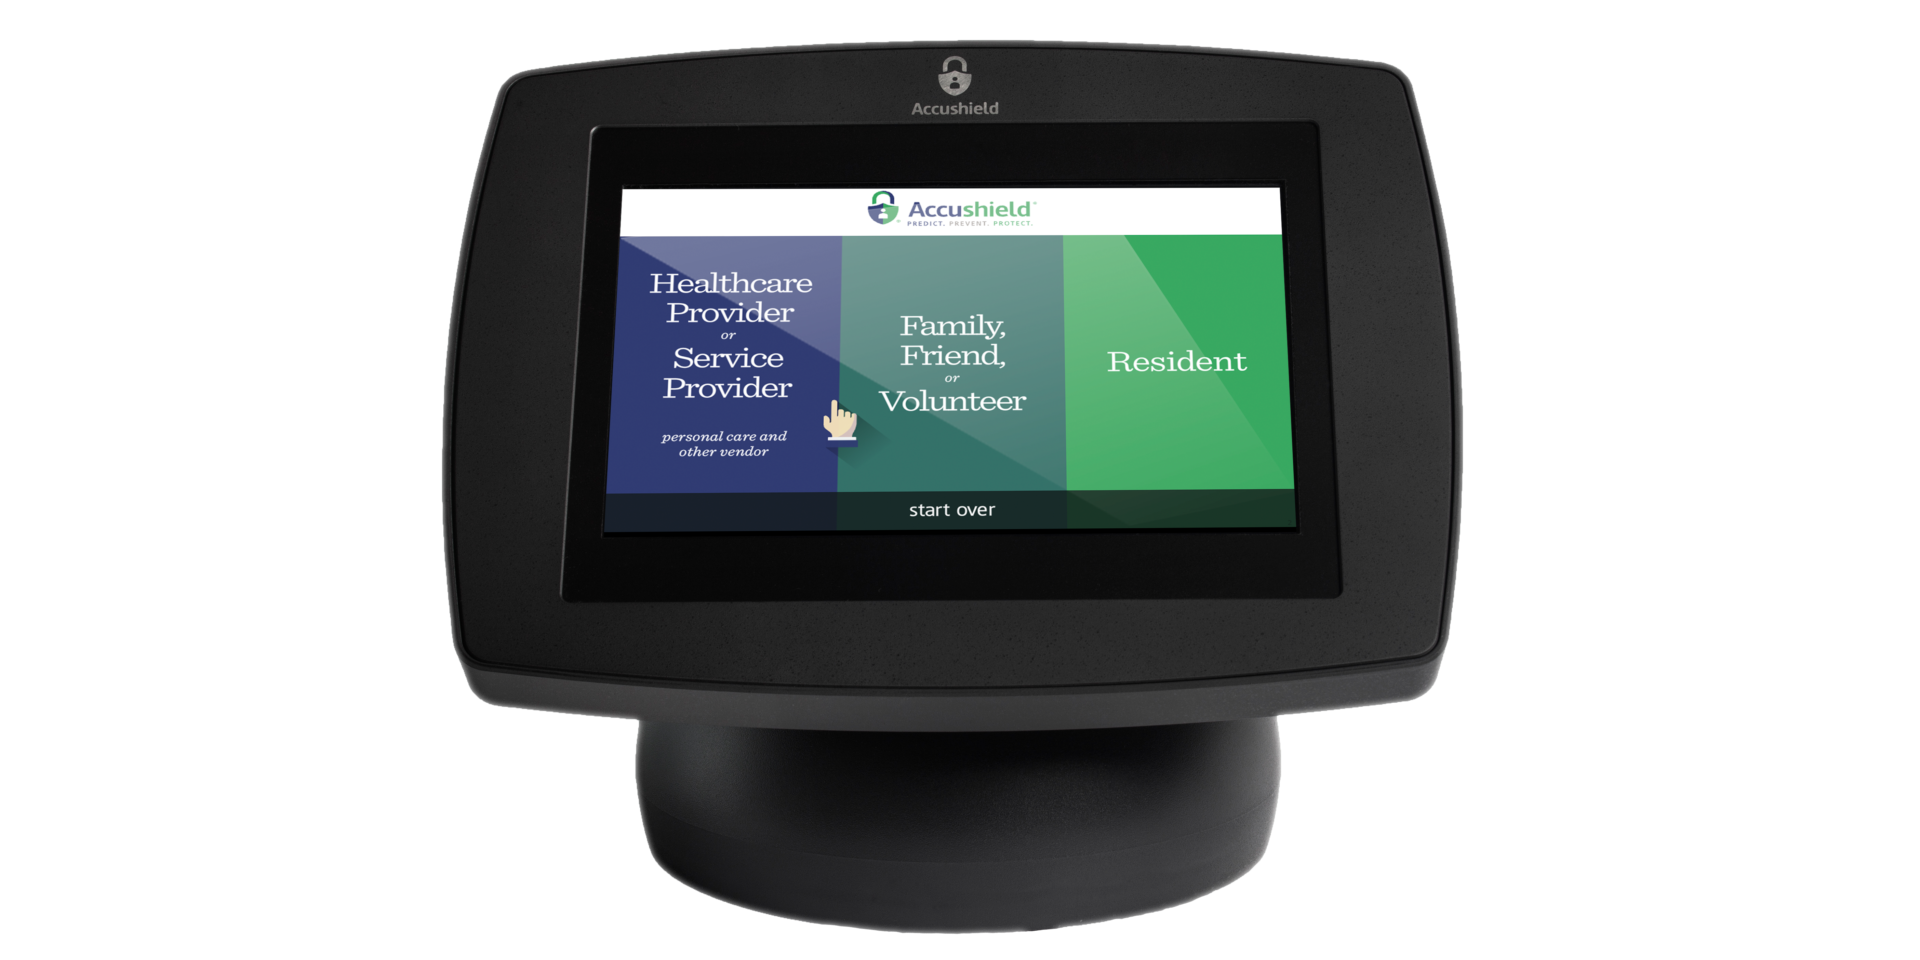 Accushield
Accushield
PREDICT. PREVENT. PROTECT.
Healthcare
Provider
or
Service
Provider
personal care and
other vendor
Family,
Friend,
or
Volunteer
Resident
start over